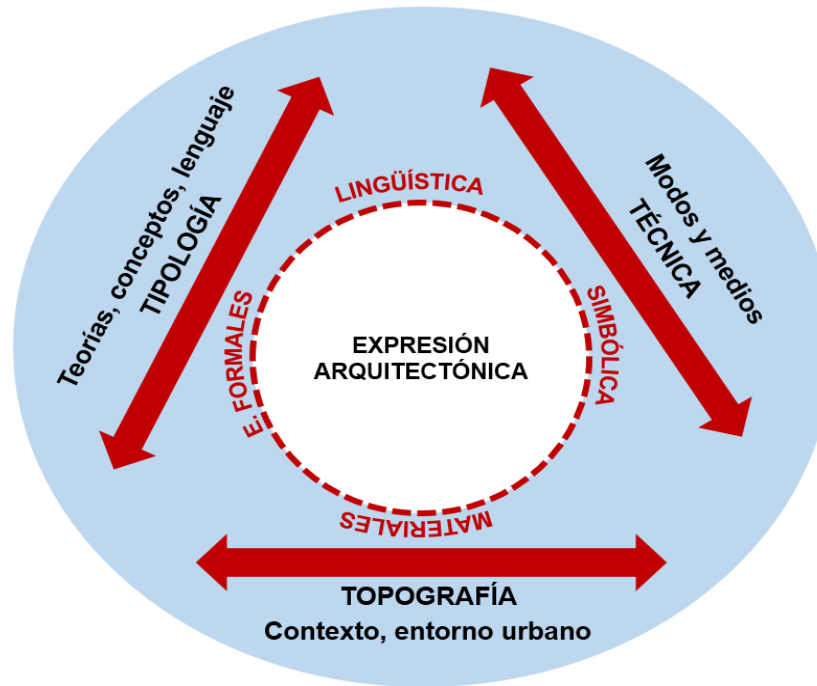 Teorías, conceptos, lenguaje
TIPOLOGÍA
Modos y medios
TÉCNICA
LINGÜÍSTICA
E. FORMALES
SIMBÓLICA
EXPRESIÓN
ARQUITECTÓNICA
MATERIALES
TOPOGRAFÍA
Contexto, entorno urbano